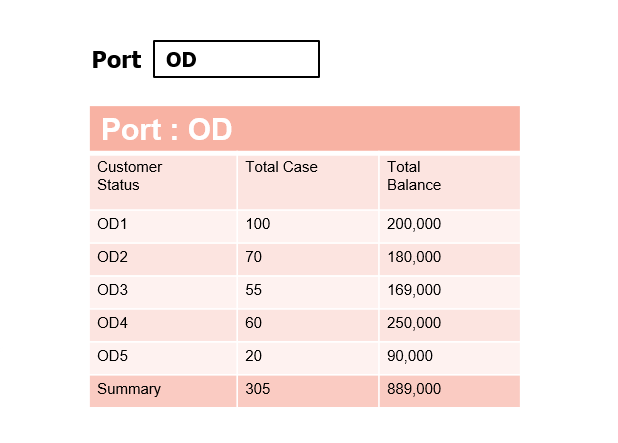 Port OD
Port : OD
Customer Status Total Case Total Balance
OD1 100 200,000
OD2 70 180,000
OD3 55 169,000
OD4 60 250,000
OD5 20 90,000
Summary 305 889,000